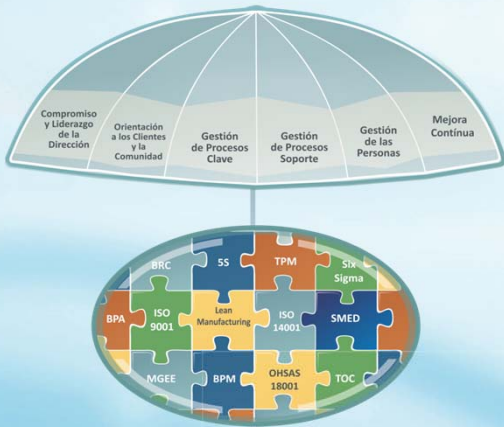 Compromiso
y Liderazgo
de la
Dirección
Orientación
a los Clientes
y la
Comunidad
Gestión
de Procesos
Clave
Gestión
de Procesos
Soporte
Gestión
de las
Personas
Mejora
Contínua
BRC
5S
TPM
Six
Sigma
BPA
ISO
9001
Lean
Manufacturing
ISO
14001
SMED
MGEE
BPM
OHSAS
18001
TOC